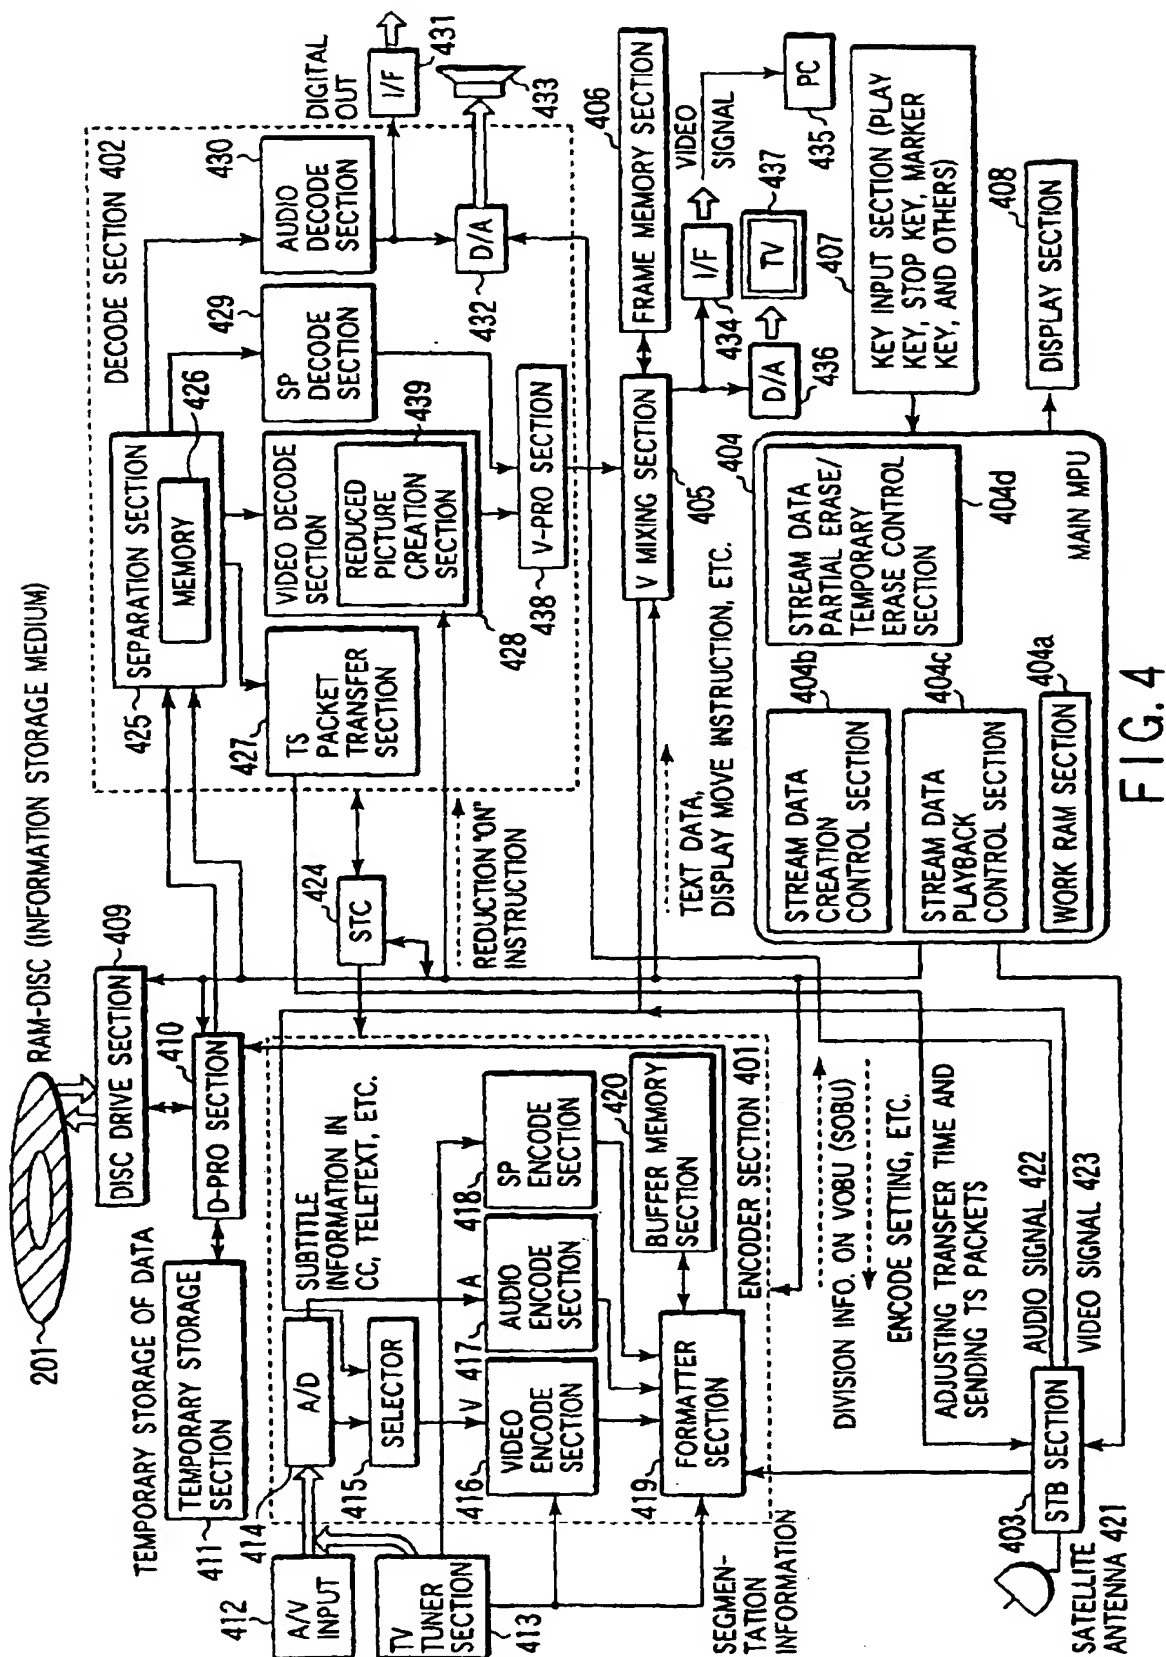 RAM-DISC (INFORMATION STORAGE MEDIUM)
201
DISC DRIVE SECTION
409
TEMPORARY STORAGE OF DATA
410
D-PRO SECTION
TEMPORARY STORAGE
SECTION
411
412
A/V
INPUT
TV
TUNER
SECTION
413
414
A/D
415
SELECTOR
SUBTITLE
INFORMATION IN
CC, TELETEXT, ETC.
V
A
416
VIDEO
ENCODE
SECTION
417
AUDIO
ENCODE
SECTION
418
SP
ENCODE
SECTION
419
FORMATTER
SECTION
420
BUFFER MEMORY
SECTION
ENCODER SECTION 401
SEGMEN-
TATION
INFORMATION
424
STC
REDUCTION "ON"
INSTRUCTION
DECODE SECTION 402
425
SEPARATION SECTION
426
MEMORY
427
TS
PACKET
TRANSFER
SECTION
VIDEO DECODE
SECTION
428
439
REDUCED
PICTURE
CREATION
SECTION
429
SP
DECODE
SECTION
430
AUDIO
DECODE
SECTION
438
V-PRO SECTION
DIGITAL
OUT
I/F
431
432
D/A
433
V MIXING SECTION
405
406
FRAME MEMORY SECTION
434
I/F
VIDEO
SIGNAL
435
PC
D/A
436
TV
437
TEXT DATA,
DISPLAY MOVE INSTRUCTION, ETC.
407
KEY INPUT SECTION (PLAY
KEY, STOP KEY, MARKER
KEY, AND OTHERS)
408
DISPLAY SECTION
404
MAIN MPU
404b
STREAM DATA
CREATION
CONTROL SECTION
404c
STREAM DATA
PLAYBACK
CONTROL SECTION
404a
WORK RAM SECTION
404d
STREAM DATA
PARTIAL ERASE/
TEMPORARY
ERASE CONTROL
SECTION
DIVISION INFO. ON VOBU (SOBU)
ENCODE SETTING, ETC.
ADJUSTING TRANSFER TIME AND
SENDING TS PACKETS
AUDIO SIGNAL 422
VIDEO SIGNAL 423
403
STB SECTION
SATELLITE
ANTENNA 421
FIG. 4